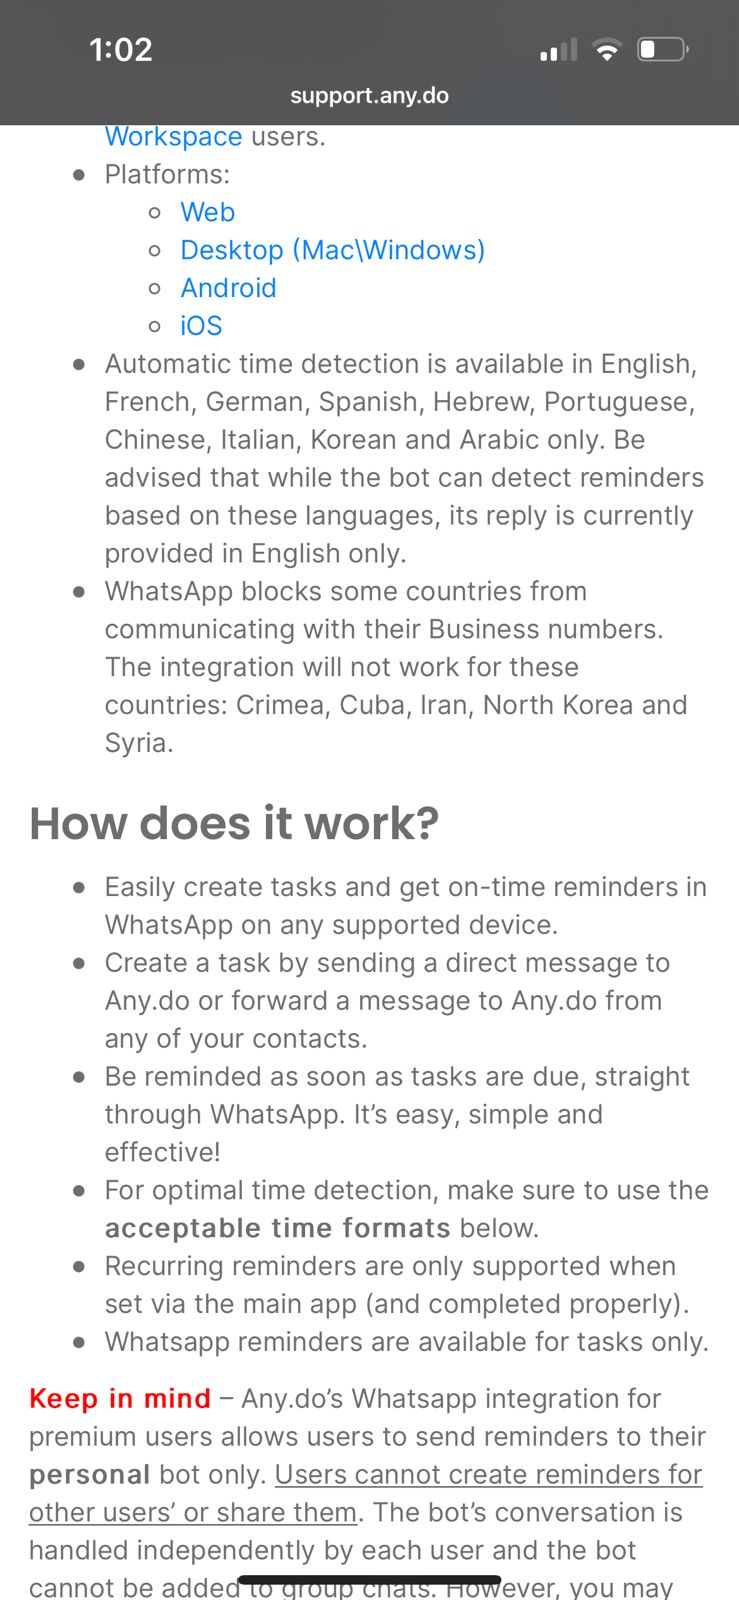 1:02
support.any.do
Workspace users.
Platforms:
Web
Desktop (Mac\Windows)
Android
iOS
Automatic time detection is available in English,
French, German, Spanish, Hebrew, Portuguese,
Chinese, Italian, Korean and Arabic only. Be
advised that while the bot can detect reminders
based on these languages, its reply is currently
provided in English only.
WhatsApp blocks some countries from
communicating with their Business numbers.
The integration will not work for these
countries: Crimea, Cuba, Iran, North Korea and
Syria.
How does it work?
Easily create tasks and get on-time reminders in
WhatsApp on any supported device.
Create a task by sending a direct message to
Any.do or forward a message to Any.do from
any of your contacts.
Be reminded as soon as tasks are due, straight
through WhatsApp. It’s easy, simple and
effective!
For optimal time detection, make sure to use the
acceptable time formats below.
Recurring reminders are only supported when
set via the main app (and completed properly).
Whatsapp reminders are available for tasks only.
Keep in mind – Any.do’s Whatsapp integration for
premium users allows users to send reminders to their
personal bot only. Users cannot create reminders for
other users’ or share them. The bot’s conversation is
handled independently by each user and the bot
cannot be added to group chats. However, you may